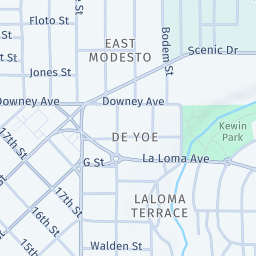 Floto St
EAST
MODESTO
Bodem St
Scenic Dr
Jones St
Downey Ave
Downey Ave
Kewin
Park
17th St
DE YOE
G St
La Loma Ave
17th St
LALOMA
TERRACE
16th St
15th
Walden St